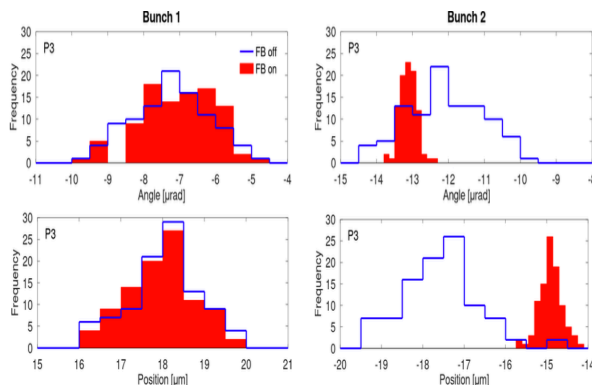 Bunch 1
Bunch 2
30
25
20
15
10
5
0
Frequency
P3
FB off
FB on
-11 -10 -9 -8 -7 -6 -5 -4
Angle [µrad]
30
25
20
15
10
5
0
Frequency
P3
-15 -14 -13 -12 -11 -10 -9 -8
Angle [µrad]
30
25
20
15
10
5
0
Frequency
P3
15 16 17 18 19 20 21
Position [µm]
30
25
20
15
10
5
0
Frequency
P3
-20 -19 -18 -17 -16 -15 -14
Position [µm]